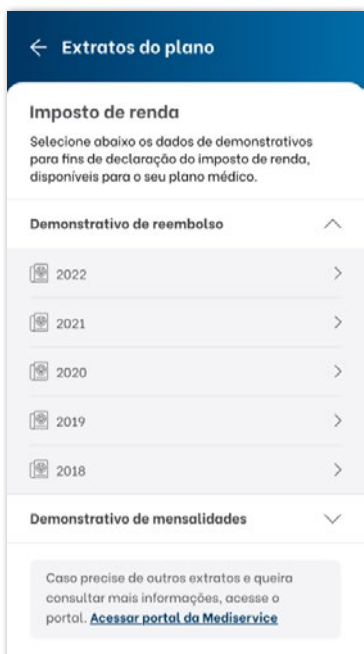 Extratos do plano
Imposto de renda
Selecione abaixo os dados de demonstrativos
para fins de declaração do imposto de renda,
disponíveis para o seu plano médico.
Demonstrativo de reembolso
2022
2021
2020
2019
2018
Demonstrativo de mensalidades
Caso precise de outros extratos e queira
consultar mais informações, acesse o
portal. Acessar portal da Mediservice